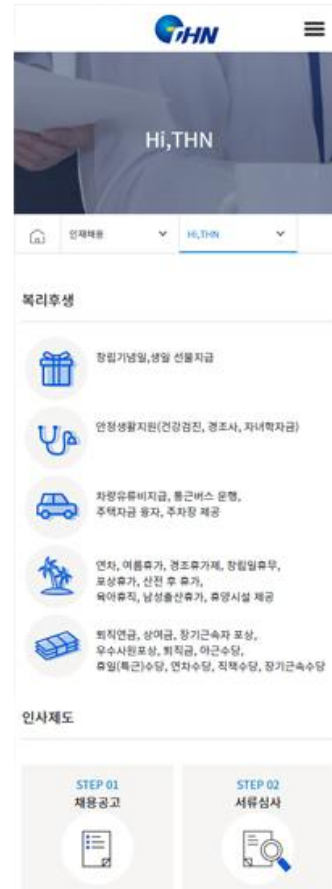 THN
Hi,THN
인재채용
Hi,THN
복리후생
창립기념일,생일 선물지급
안정생활지원(건강검진, 경조사, 자녀학자금)
차량유류비지급, 통근버스 운행,
주택자금 융자, 주차장 제공
연차, 여름휴가, 경조휴가제, 창립일휴무,
포상휴가, 산전 후 휴가,
육아휴직, 남성출산휴가, 휴양시설 제공
퇴직연금, 상여금, 장기근속자 포상,
우수사원포상, 퇴직금, 야근수당,
휴일(특근)수당, 연차수당, 직책수당, 장기근속수당
인사제도
STEP 01
채용공고
STEP 02
서류심사